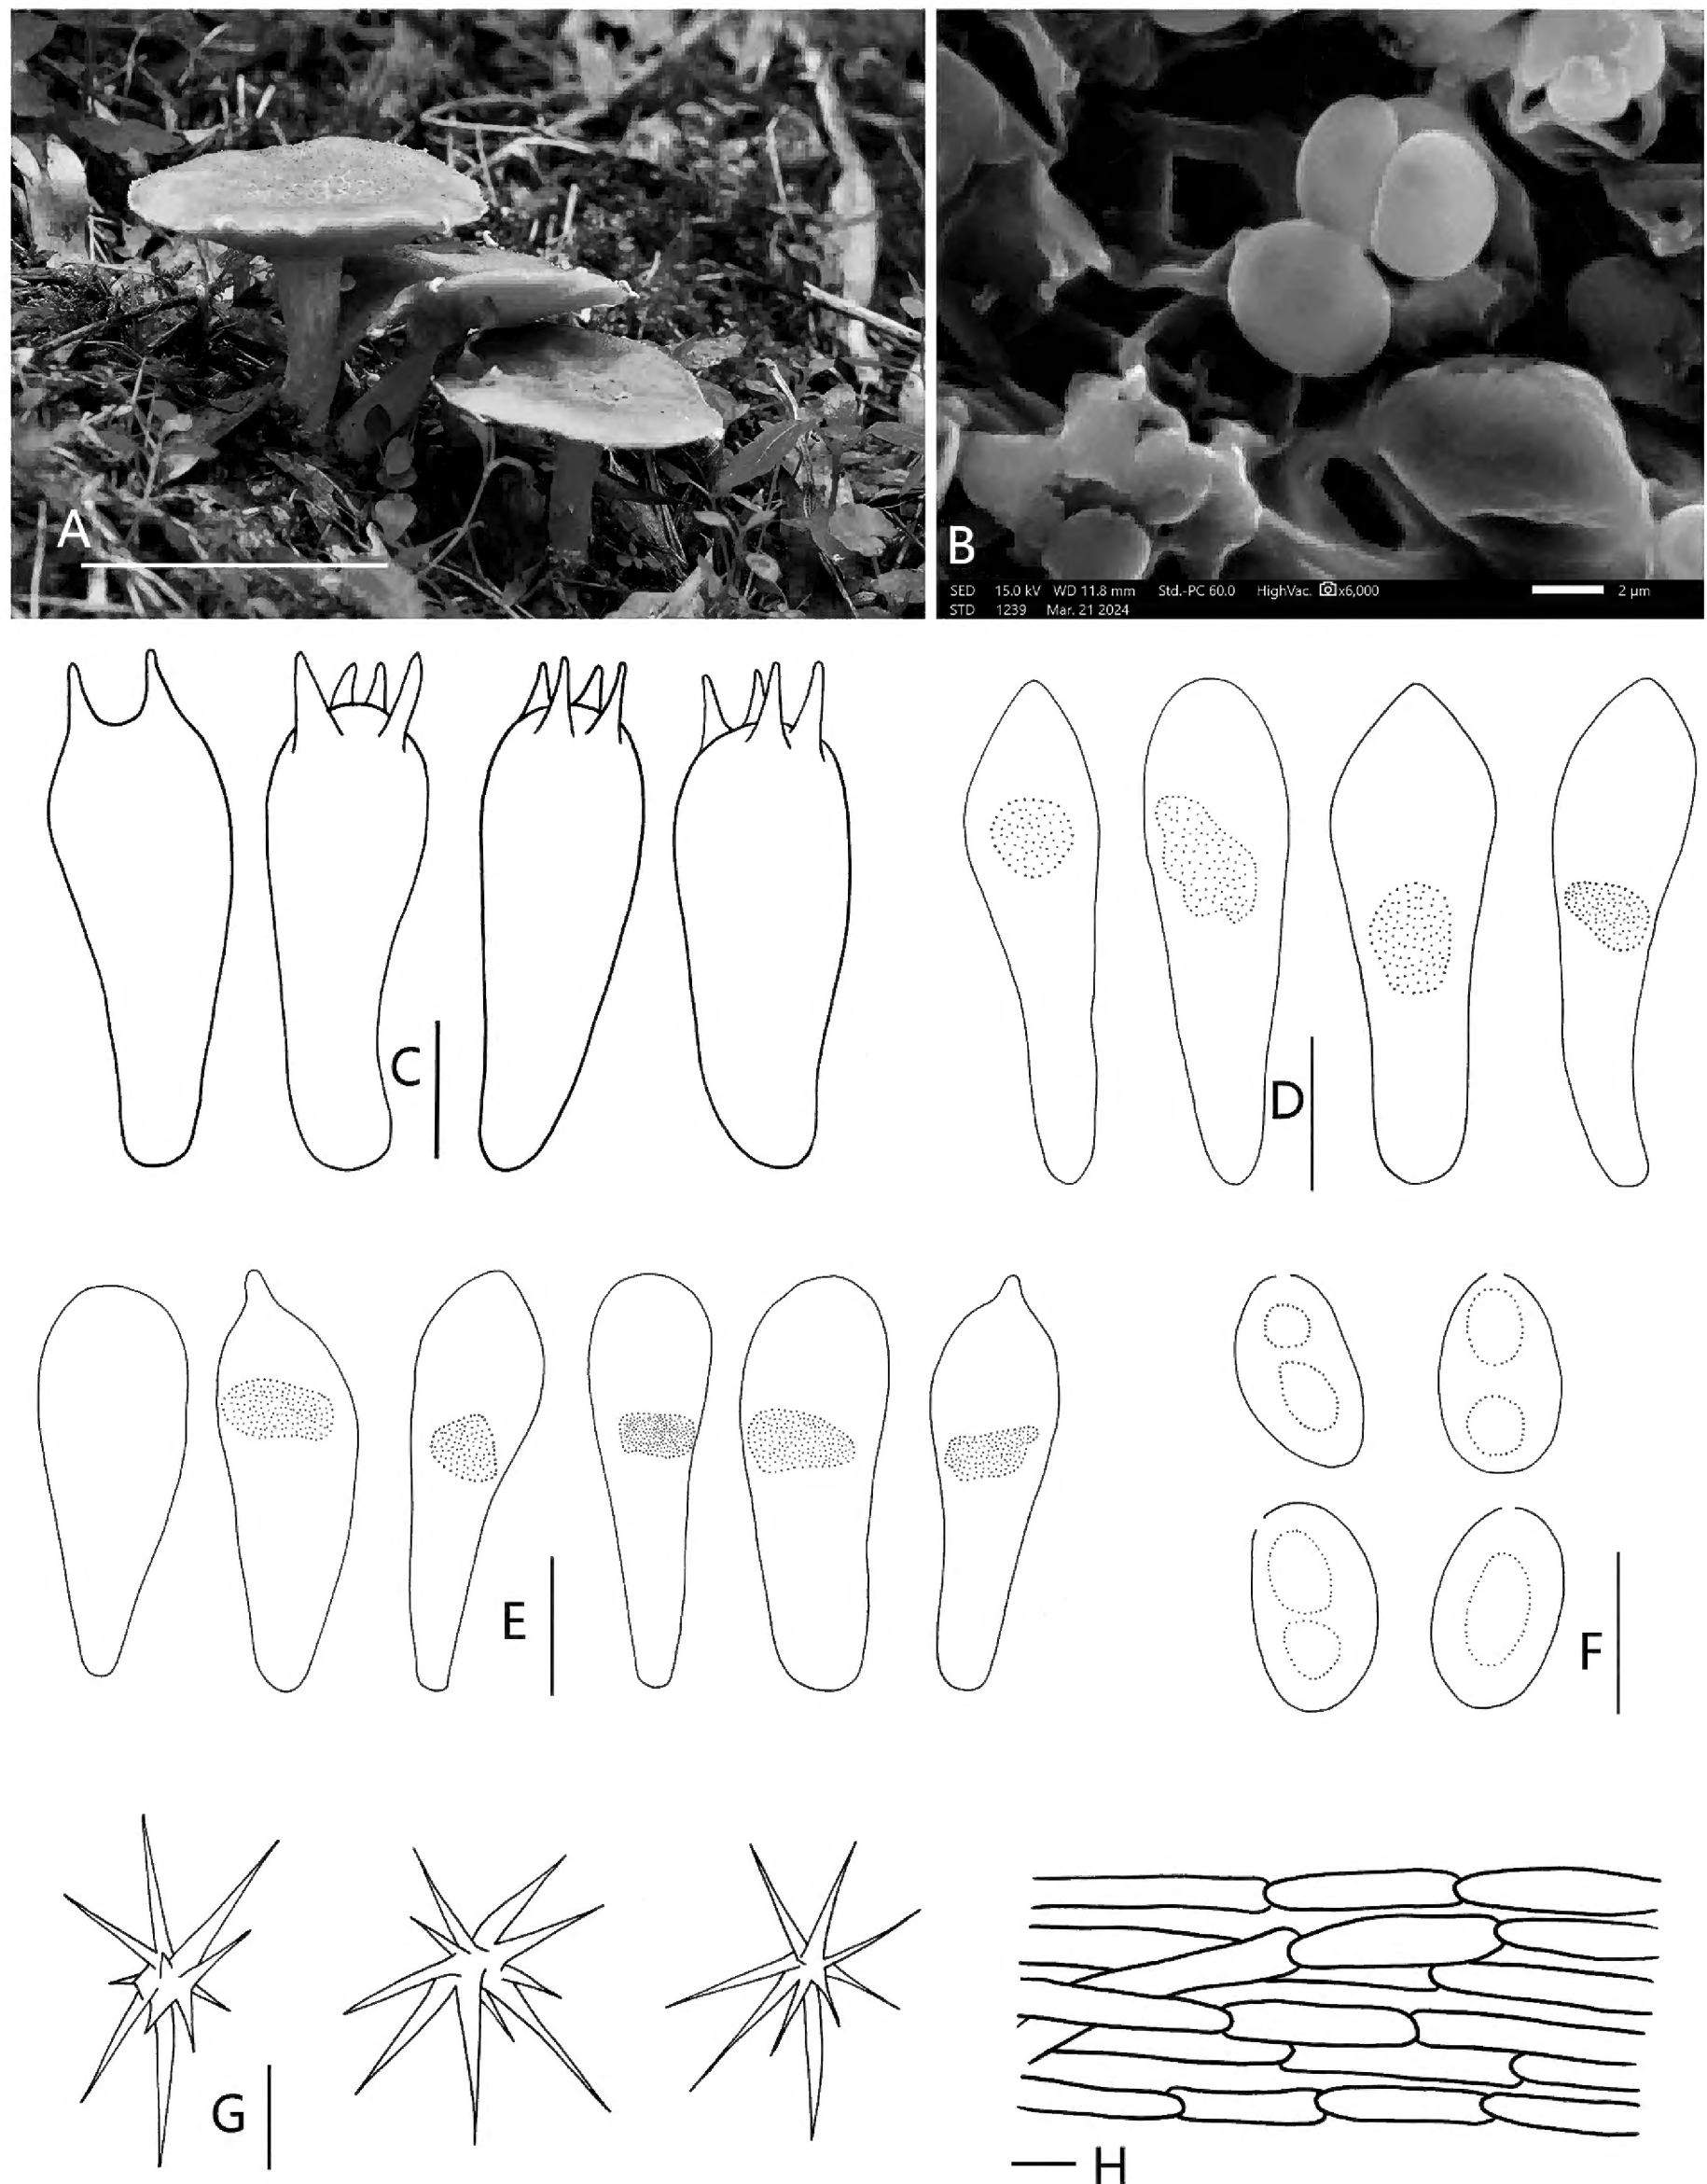 A
B
SED 15.0 kV WD 11.8 mm Std.-PC 60.0 HighVac. x6,000 2 µm
STD 1239 Mar. 21 2024
C
D
E
F
G
H